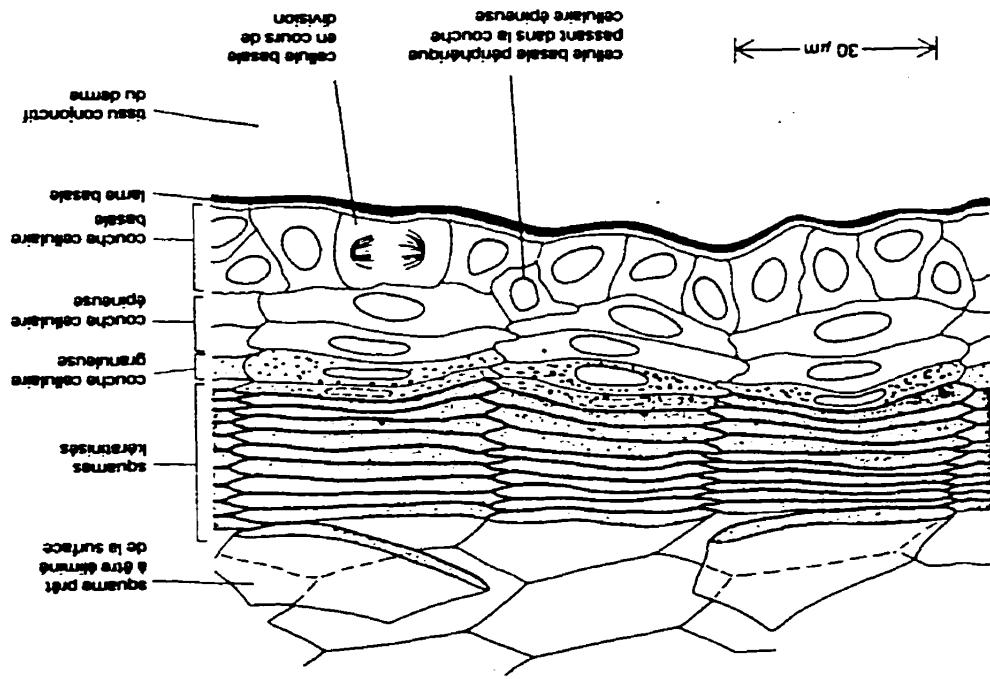 squame prêt
à être éliminé
de la surface
squames
kératinisés
couche cellulaire
granuleuse
couche cellulaire
épineuse
couche cellulaire
basale
lame basale
tissu conjonctif
du derme
30 µm
cellule basale périphérique
passant dans la couche
cellulaire épineuse
cellule basale
en cours de
division